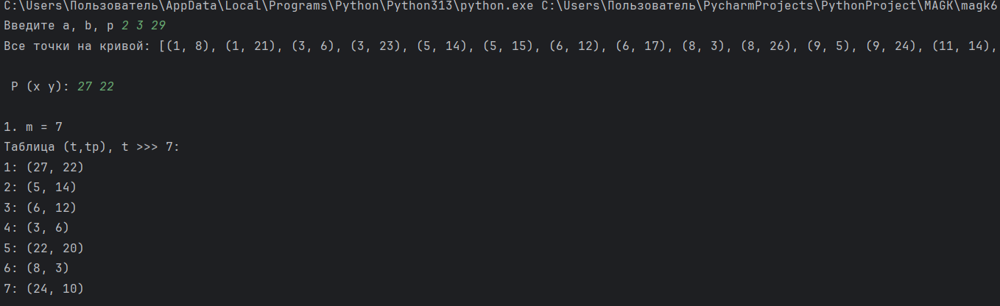 C:\Users\Пользователь\AppData\Local\Programs\Python\Python313\python.exe C:\Users\Пользователь\PycharmProjects\PythonProject\MAGK\magk6
Введите a, b, p 2 3 29
Все точки на кривой: [(1, 8), (1, 21), (3, 6), (3, 23), (5, 14), (5, 15), (6, 12), (6, 17), (8, 3), (8, 26), (9, 5), (9, 24), (11, 14),
P (x y): 27 22
1. m = 7
Таблица (t,tp), t >>> 7:
1: (27, 22)
2: (5, 14)
3: (6, 12)
4: (3, 6)
5: (22, 20)
6: (8, 3)
7: (24, 10)